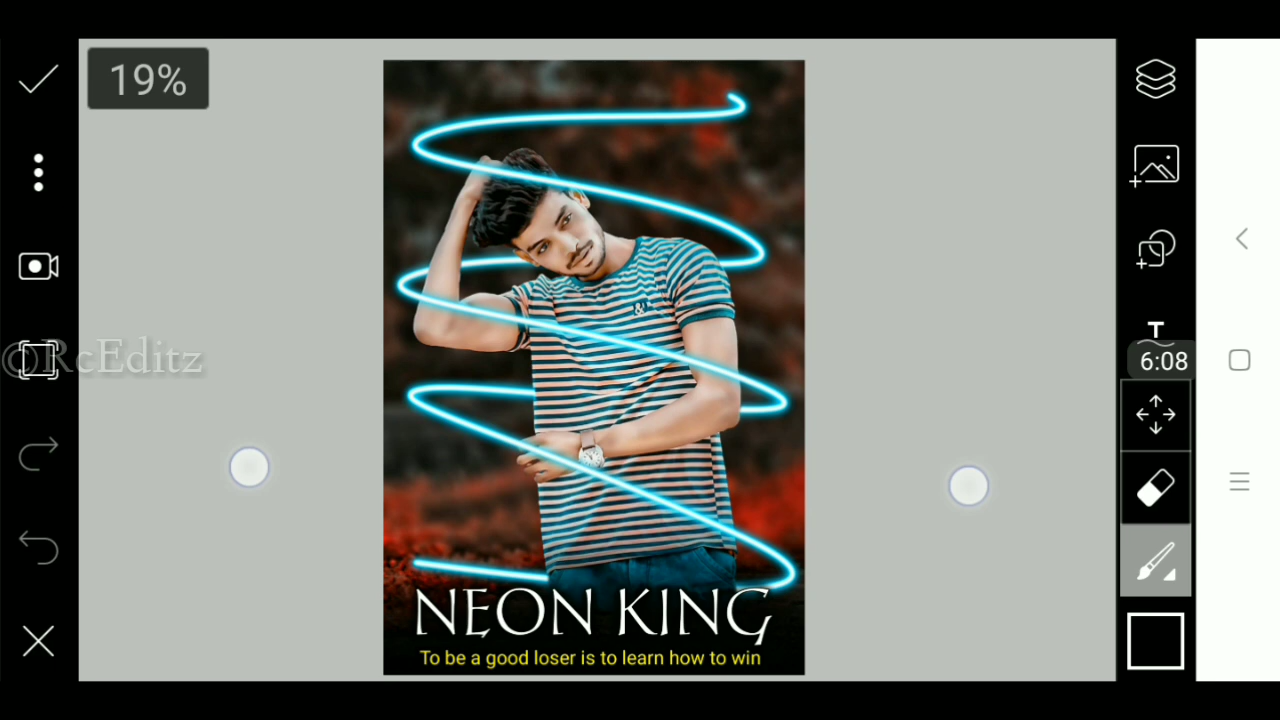 19%
T
6:08
©RcEditz
&
NEON KING
To be a good loser is to learn how to win